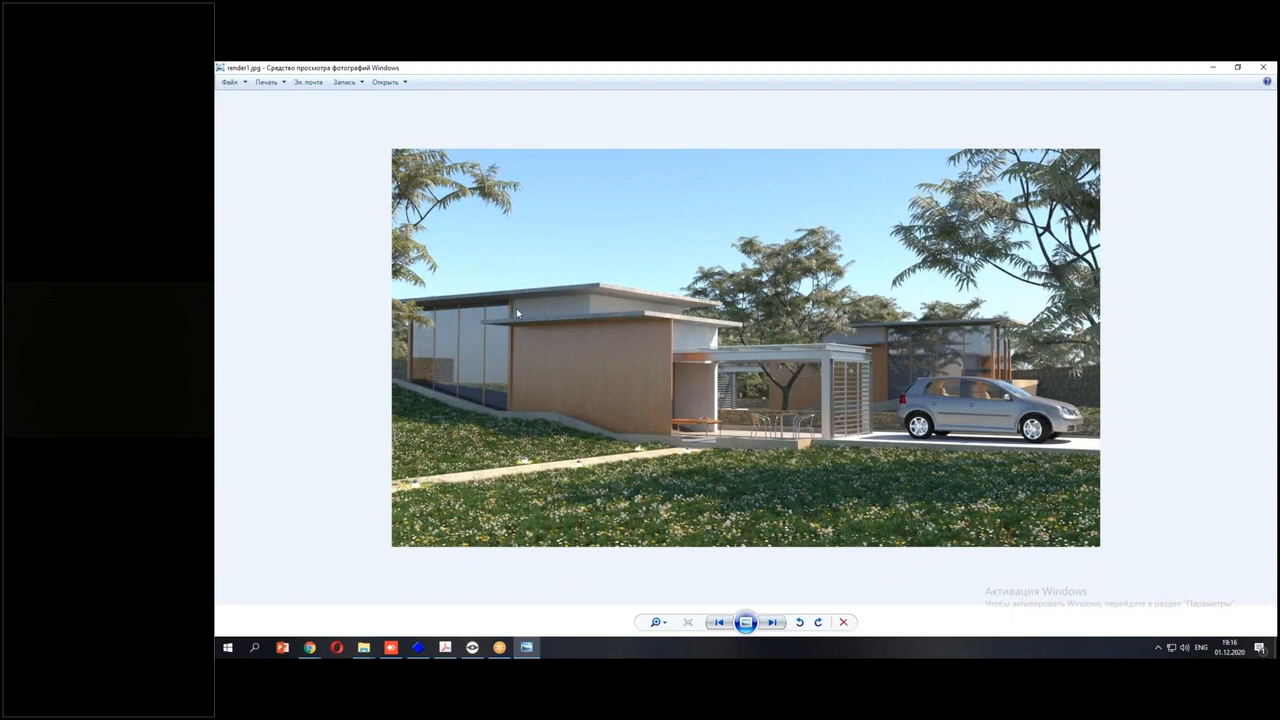 render1.jpg - Средство просмотра фотографий Windows
Файл Печать Эл. почта Запись Открыть
Активация Windows
Чтобы активировать Windows, перейдите в раздел "Параметры".
ENG
19:16
01.12.2020